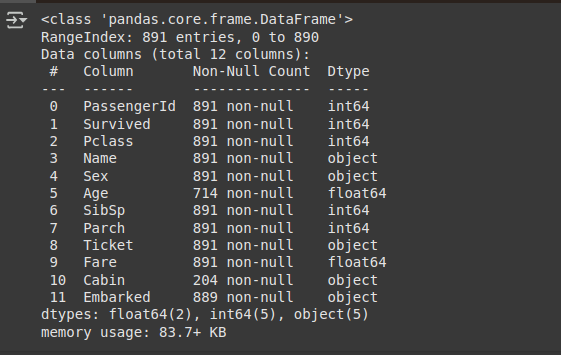 <class 'pandas.core.frame.DataFrame'>
RangeIndex: 891 entries, 0 to 890
Data columns (total 12 columns):
 #   Column       Non-Null Count  Dtype
---  ------       --------------  -----
 0   PassengerId  891 non-null    int64
 1   Survived     891 non-null    int64
 2   Pclass       891 non-null    int64
 3   Name         891 non-null    object
 4   Sex          891 non-null    object
 5   Age          714 non-null    float64
 6   SibSp        891 non-null    int64
 7   Parch        891 non-null    int64
 8   Ticket       891 non-null    object
 9   Fare         891 non-null    float64
 10  Cabin        204 non-null    object
 11  Embarked     889 non-null    object
dtypes: float64(2), int64(5), object(5)
memory usage: 83.7+ KB